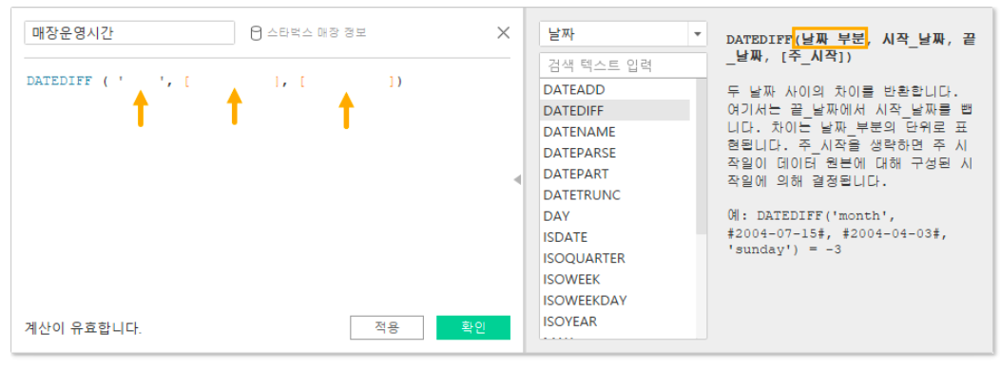 매장운영시간
스타벅스 매장 정보
DATEDIFF ( '    ', [          ], [          ])
계산이 유효합니다.
적용
확인
날짜
검색 텍스트 입력
DATEADD
DATEDIFF
DATENAME
DATEPARSE
DATEPART
DATETRUNC
DAY
ISDATE
ISOQUARTER
ISOWEEK
ISOWEEKDAY
ISOYEAR
DATEDIFF(날짜 부분, 시작_날짜, 끝
_날짜, [주_시작])
두 날짜 사이의 차이를 반환합니다.
여기서는 끝_날짜에서 시작_날짜를 뺍
니다. 차이는 날짜_부분의 단위로 표
현됩니다. 주_시작을 생략하면 주 시
작일이 데이터 원본에 대해 구성된 시
작일에 의해 결정됩니다.
예: DATEDIFF('month',
#2004-07-15#, #2004-04-03#,
'sunday') = -3